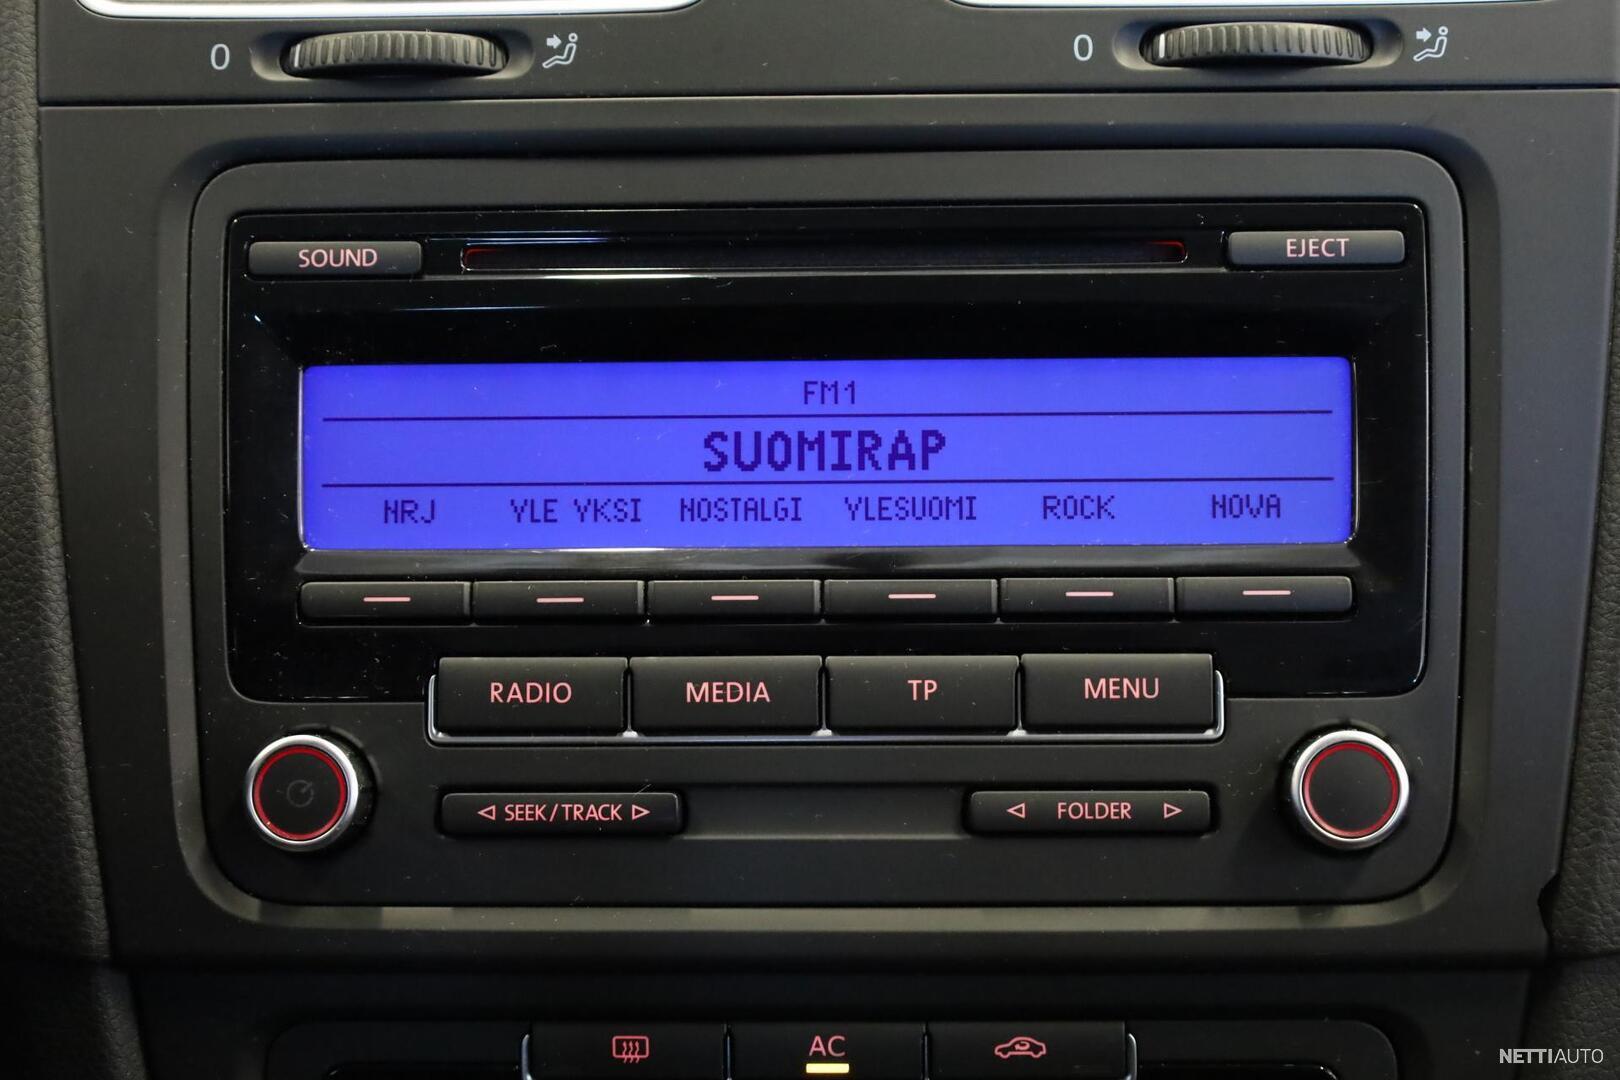 0 0
SOUND EJECT
FM1
SUOMIRAP
NRJ YLE YKSI NOSTALGI YLESUOMI ROCK NOVA
RADIO MEDIA TP MENU
SEEK/TRACK FOLDER
AC
NETTIAUTO